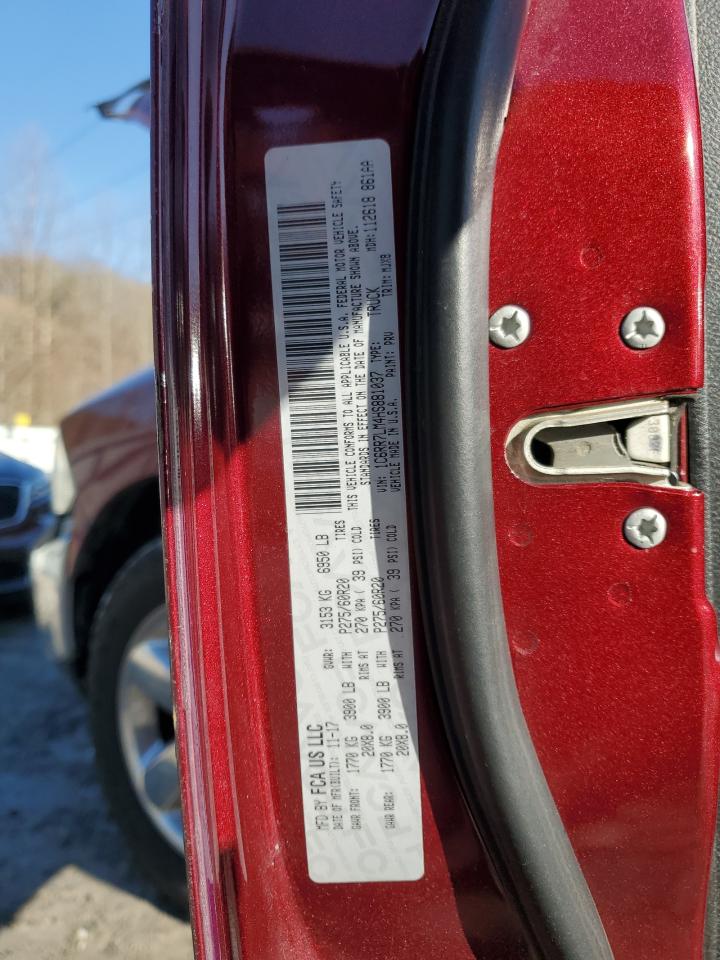 MFD BY FCA US LLC
DATE OF MFR(BUILT): 11-17 GVWR: 3153 KG 6950 LB
GAWR FRONT: 1770 KG 3900 LB WITH P275/60R20 TIRES
20X8.0 RIMS AT 270 KPA ( 39 PSI) COLD
GAWR REAR: 1770 KG 3900 LB WITH P275/60R20 TIRES
20X8.0 RIMS AT 270 KPA ( 39 PSI) COLD
THIS VEHICLE CONFORMS TO ALL APPLICABLE U.S.A. FEDERAL MOTOR VEHICLE SAFETY
STANDARDS IN EFFECT ON THE DATE OF MANUFACTURE SHOWN ABOVE.
VIN: 1C6RR7LM4HS881037 TYPE: TRUCK MDH: 112618 861AA
VEHICLE MADE IN U.S.A. PAINT: PRV TRIM: MJX8